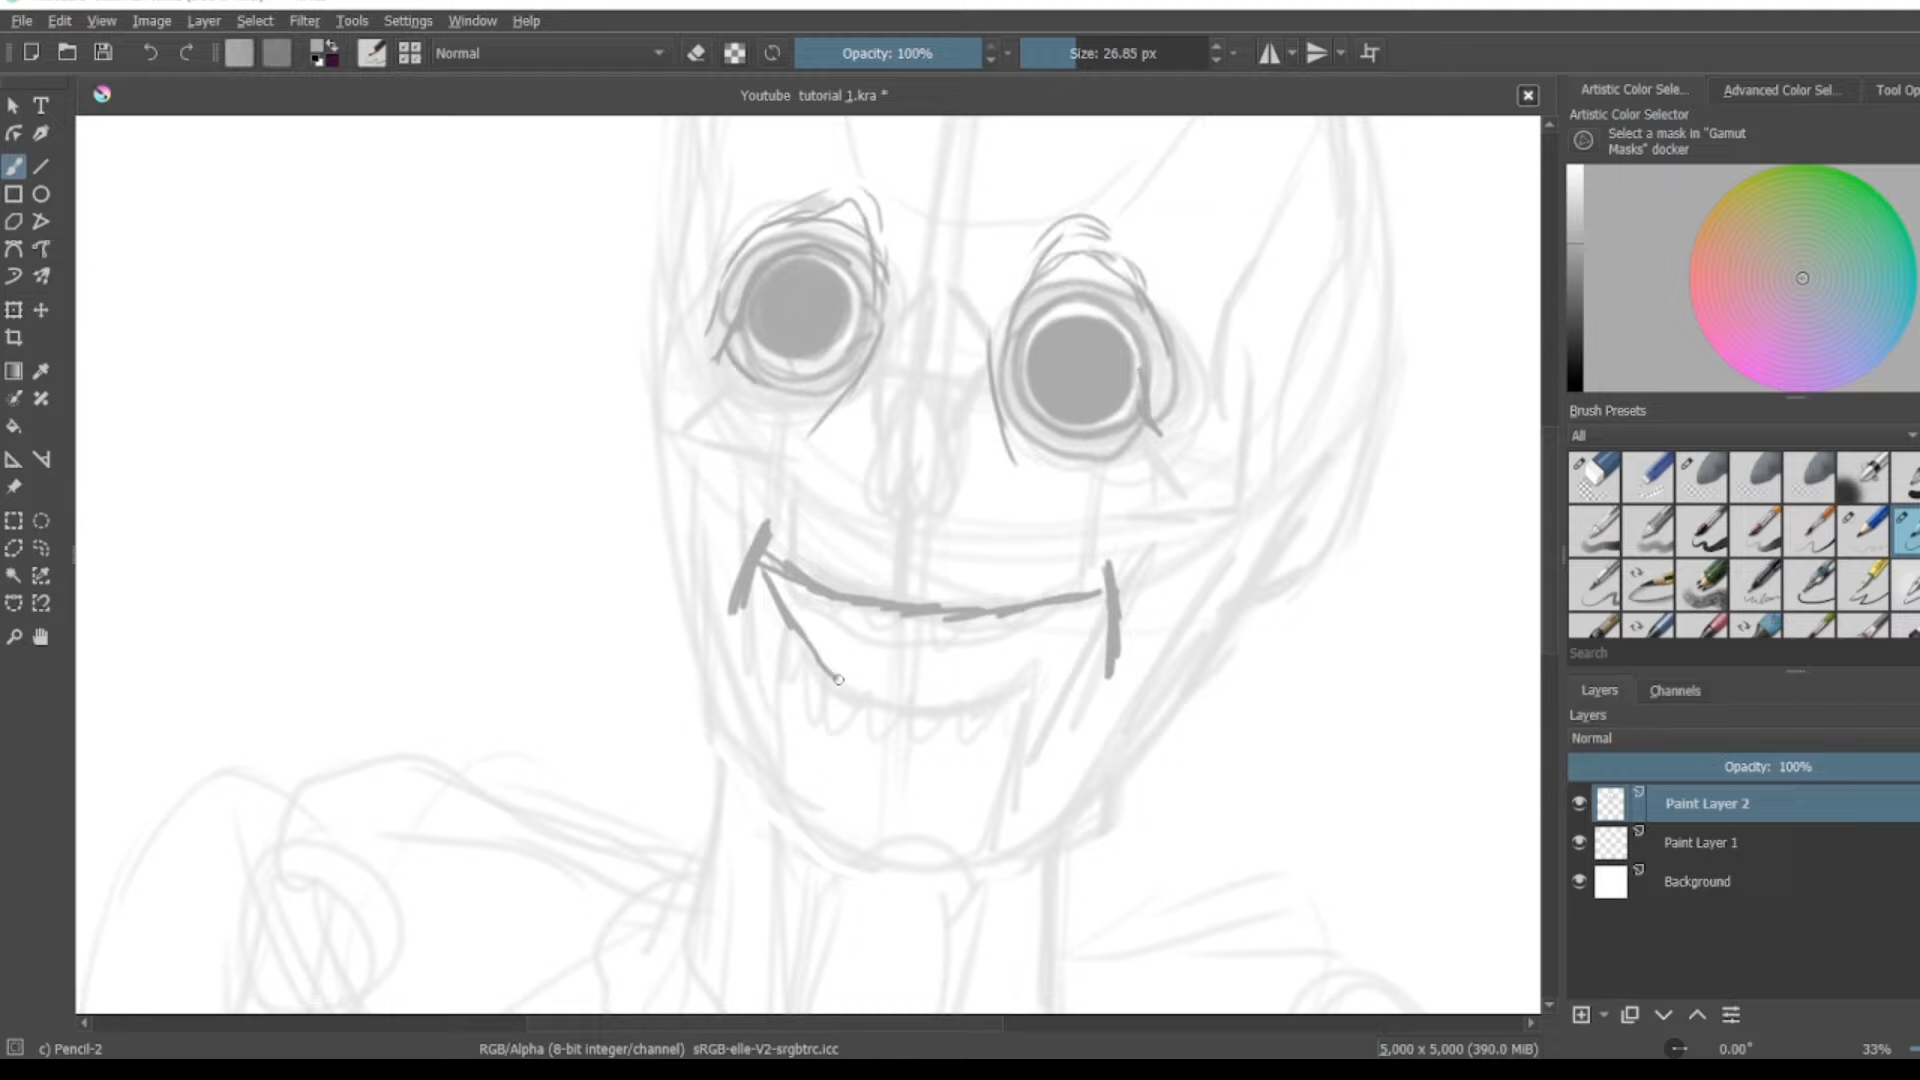 File Edit View Image Layer Select Filter Tools Settings Window Help
Normal
Opacity: 100%
Size: 26.85 px
Youtube tutorial 1.kra *
Artistic Color Sele... Advanced Color Sel... Tool Op
Artistic Color Selector
Select a mask in "Gamut
Masks" docker
Brush Presets
All
Search
Layers Channels
Layers
Normal
Opacity: 100%
Paint Layer 2
Paint Layer 1
Background
c) Pencil-2
RGB/Alpha (8-bit integer/channel) sRGB-elle-V2-srgbtrc.icc
5,000 x 5,000 (390.0 MiB)
0.00°
33%